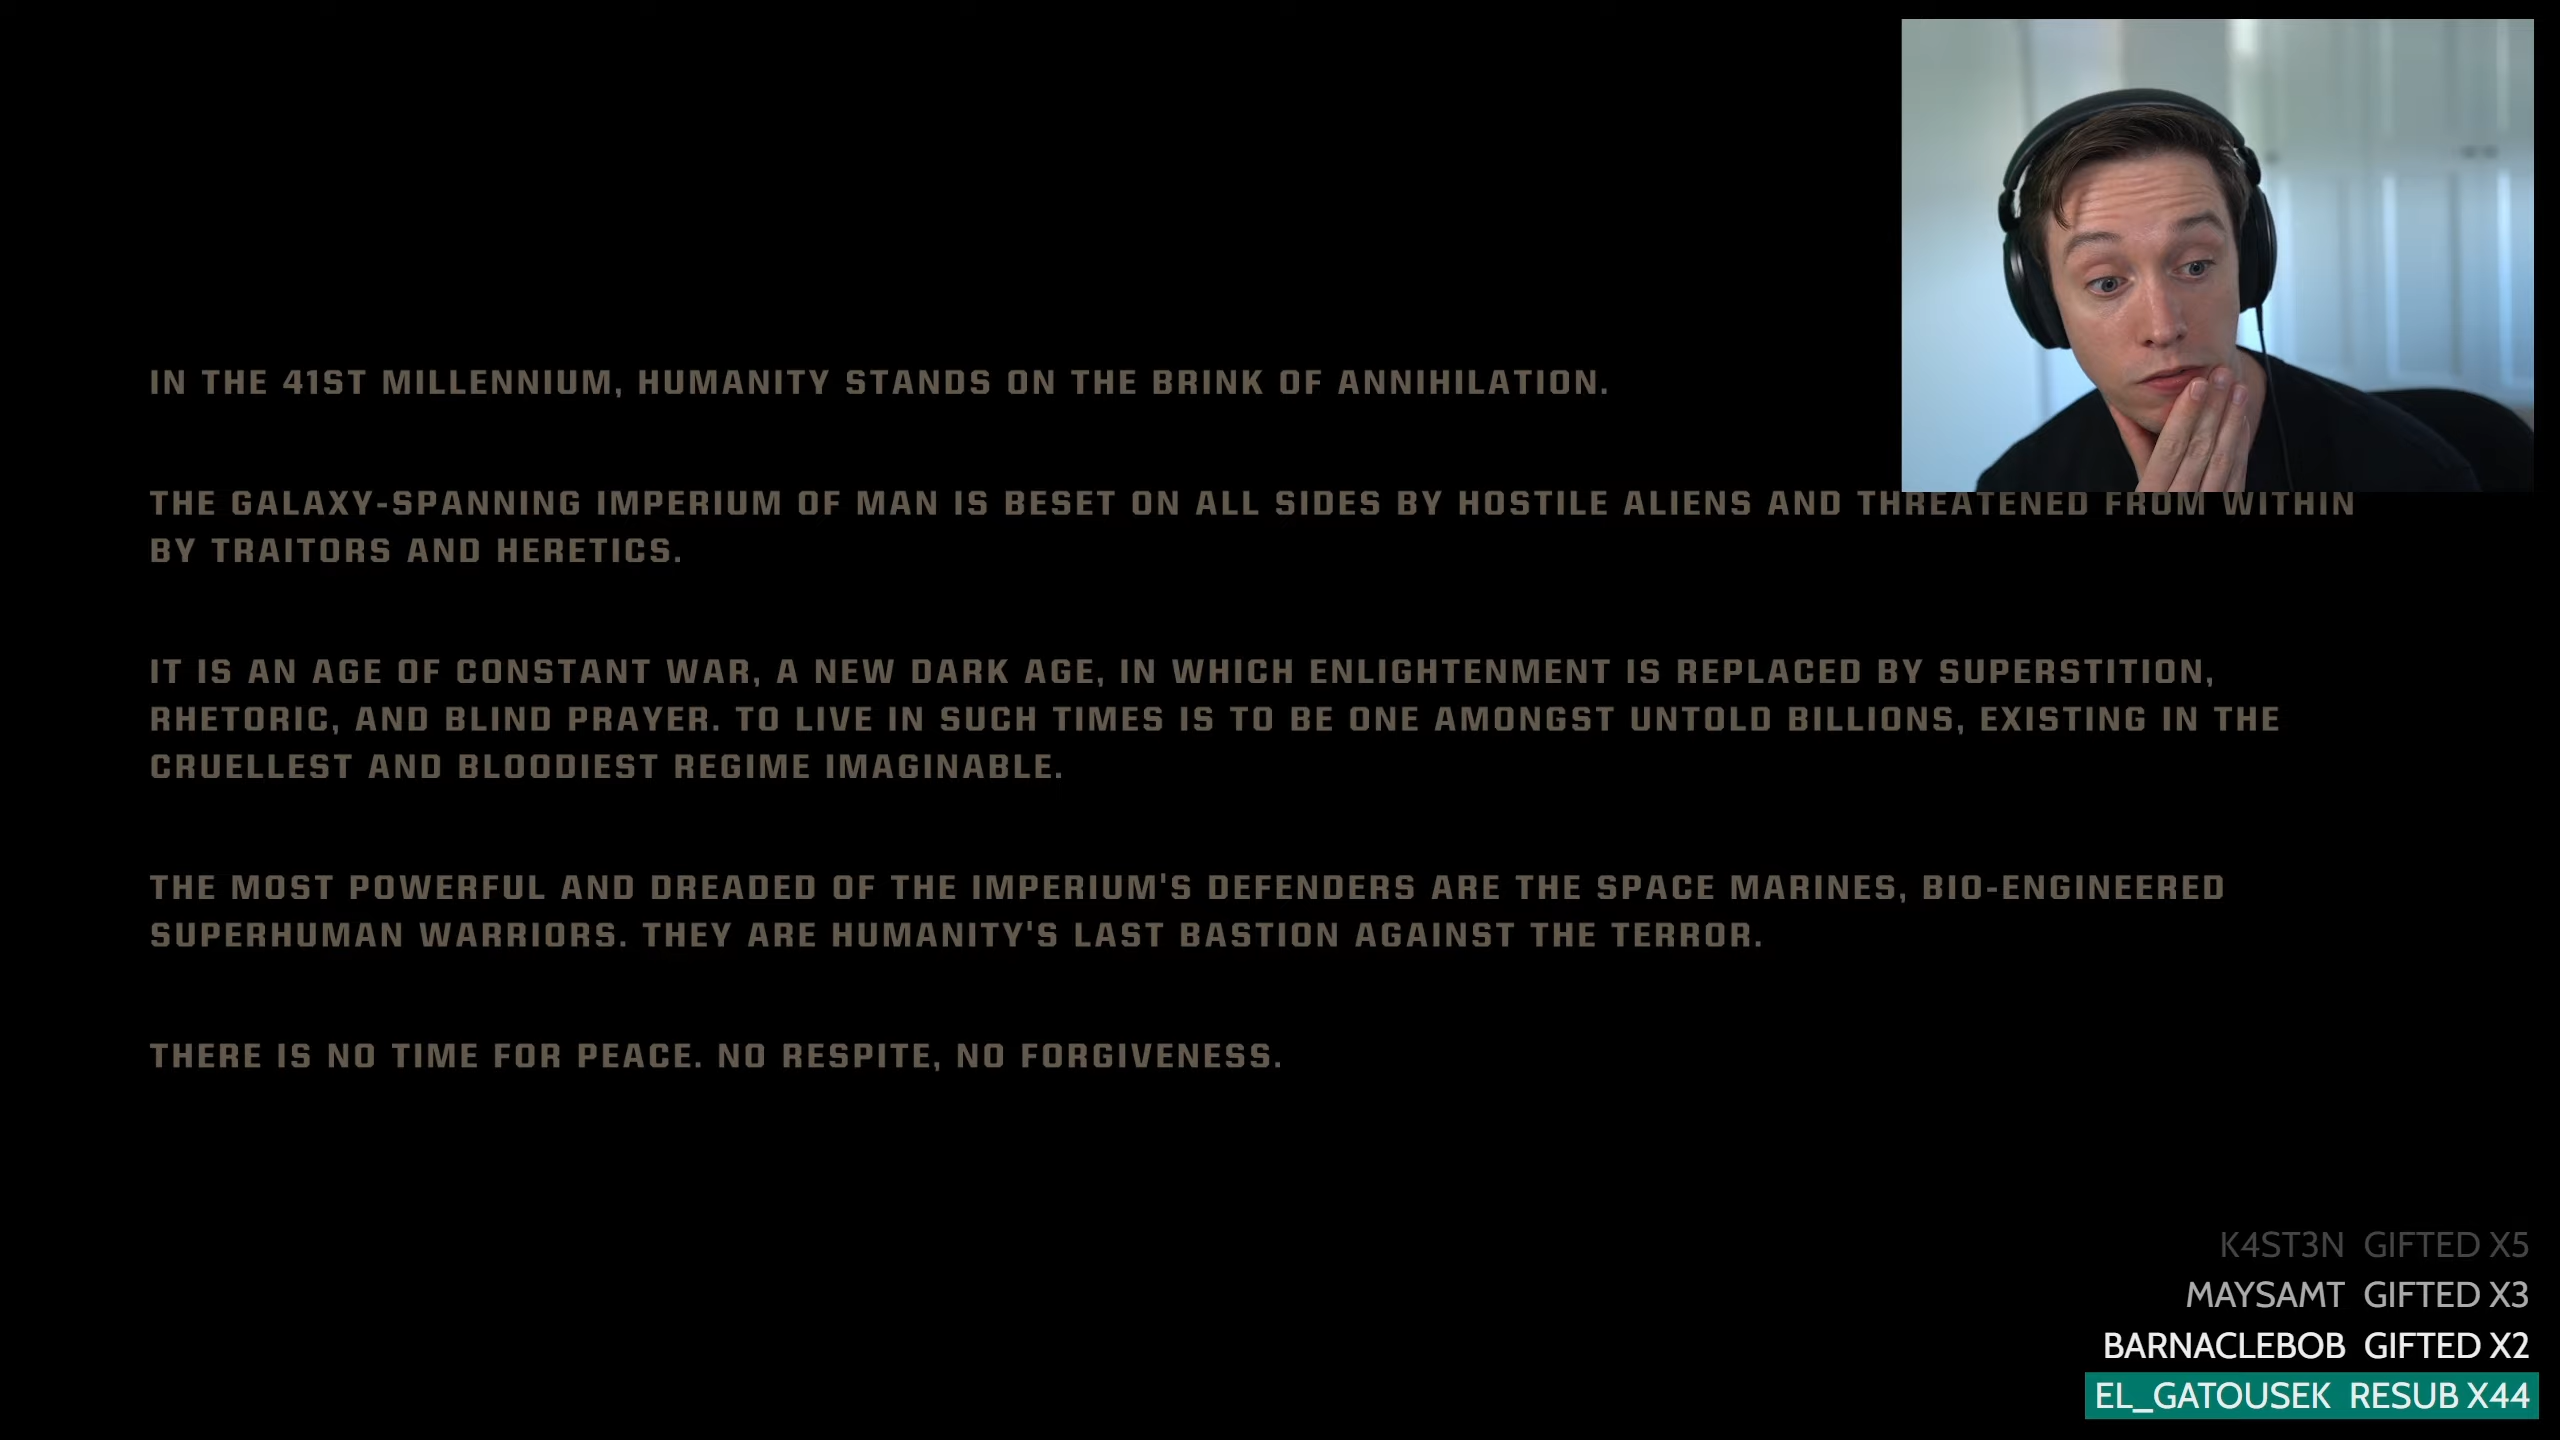 IN THE 41ST MILLENNIUM, HUMANITY STANDS ON THE BRINK OF ANNIHILATION.
THE GALAXY-SPANNING IMPERIUM OF MAN IS BESET ON ALL SIDES BY HOSTILE ALIENS AND THREATENED FROM WITHIN
BY TRAITORS AND HERETICS.
IT IS AN AGE OF CONSTANT WAR, A NEW DARK AGE, IN WHICH ENLIGHTENMENT IS REPLACED BY SUPERSTITION,
RHETORIC, AND BLIND PRAYER. TO LIVE IN SUCH TIMES IS TO BE ONE AMONGST UNTOLD BILLIONS, EXISTING IN THE
CRUELLEST AND BLOODIEST REGIME IMAGINABLE.
THE MOST POWERFUL AND DREADED OF THE IMPERIUM'S DEFENDERS ARE THE SPACE MARINES, BIO-ENGINEERED
SUPERHUMAN WARRIORS. THEY ARE HUMANITY'S LAST BASTION AGAINST THE TERROR.
THERE IS NO TIME FOR PEACE. NO RESPITE, NO FORGIVENESS.
K4ST3N GIFTED X5
MAYSAMT GIFTED X3
BARNACLEBOB GIFTED X2
EL_GATOUSEK RESUB X44